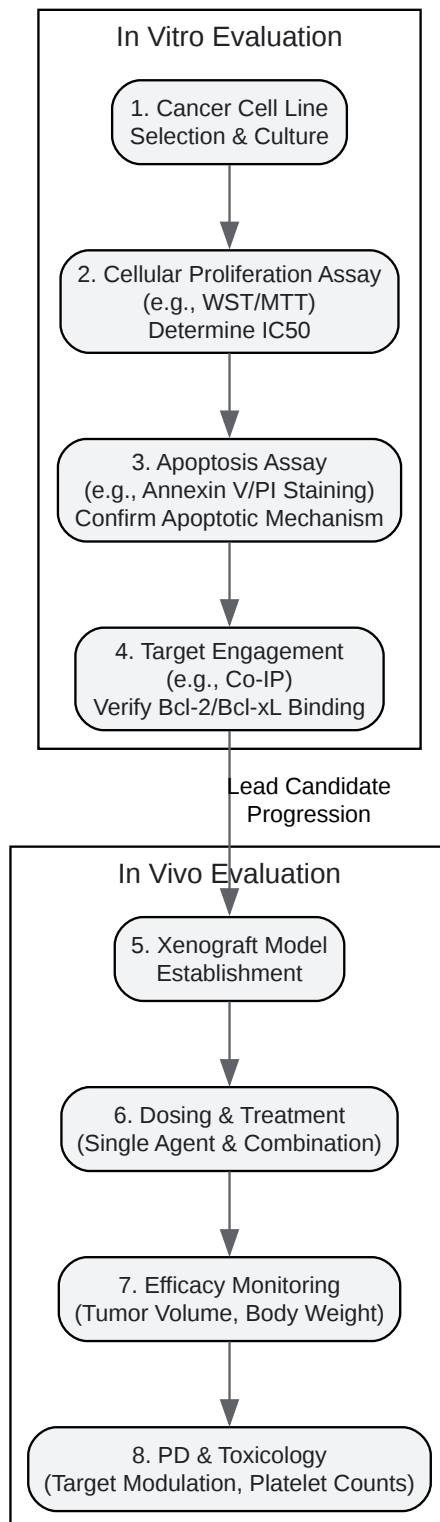 In Vitro Evaluation
1. Cancer Cell Line
Selection & Culture
2. Cellular Proliferation Assay
(e.g., WST/MTT)
Determine IC50
3. Apoptosis Assay
(e.g., Annexin V/PI Staining)
Confirm Apoptotic Mechanism
4. Target Engagement
(e.g., Co-IP)
Verify Bcl-2/Bcl-xL Binding
Lead Candidate
Progression
In Vivo Evaluation
5. Xenograft Model
Establishment
6. Dosing & Treatment
(Single Agent & Combination)
7. Efficacy Monitoring
(Tumor Volume, Body Weight)
8. PD & Toxicology
(Target Modulation, Platelet Counts)